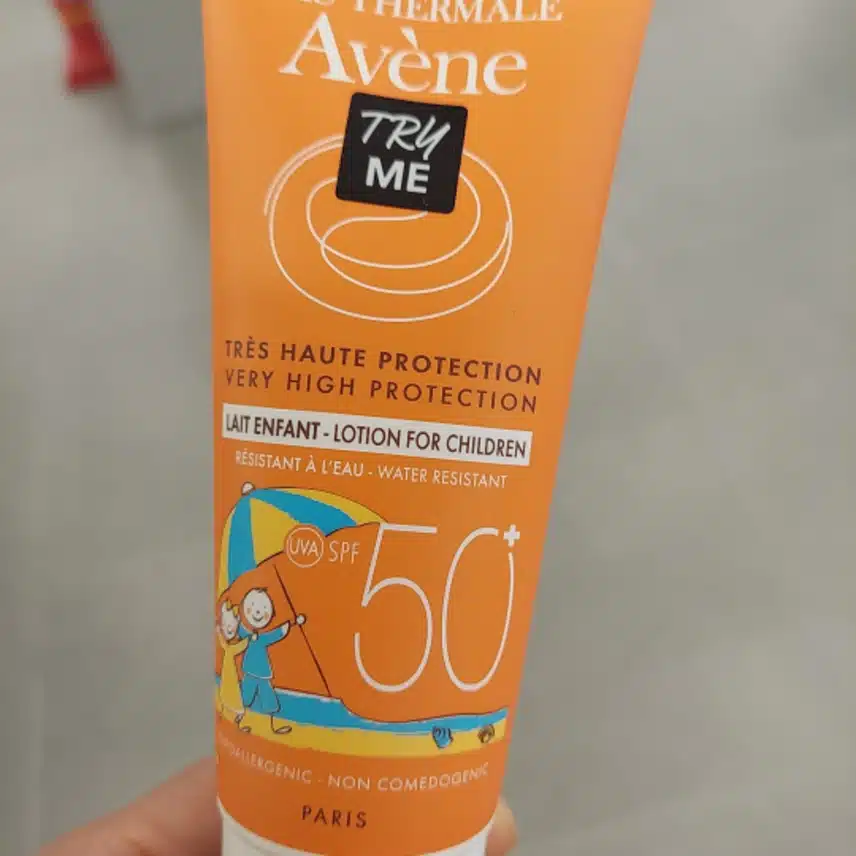 THERMALE
Avène
TRY
ME
TRÈS HAUTE PROTECTION
VERY HIGH PROTECTION
LAIT ENFANT - LOTION FOR CHILDREN
RÉSISTANT À L'EAU - WATER RESISTANT
UVA SPF 50+
NON COMEDOGENIC
PARIS